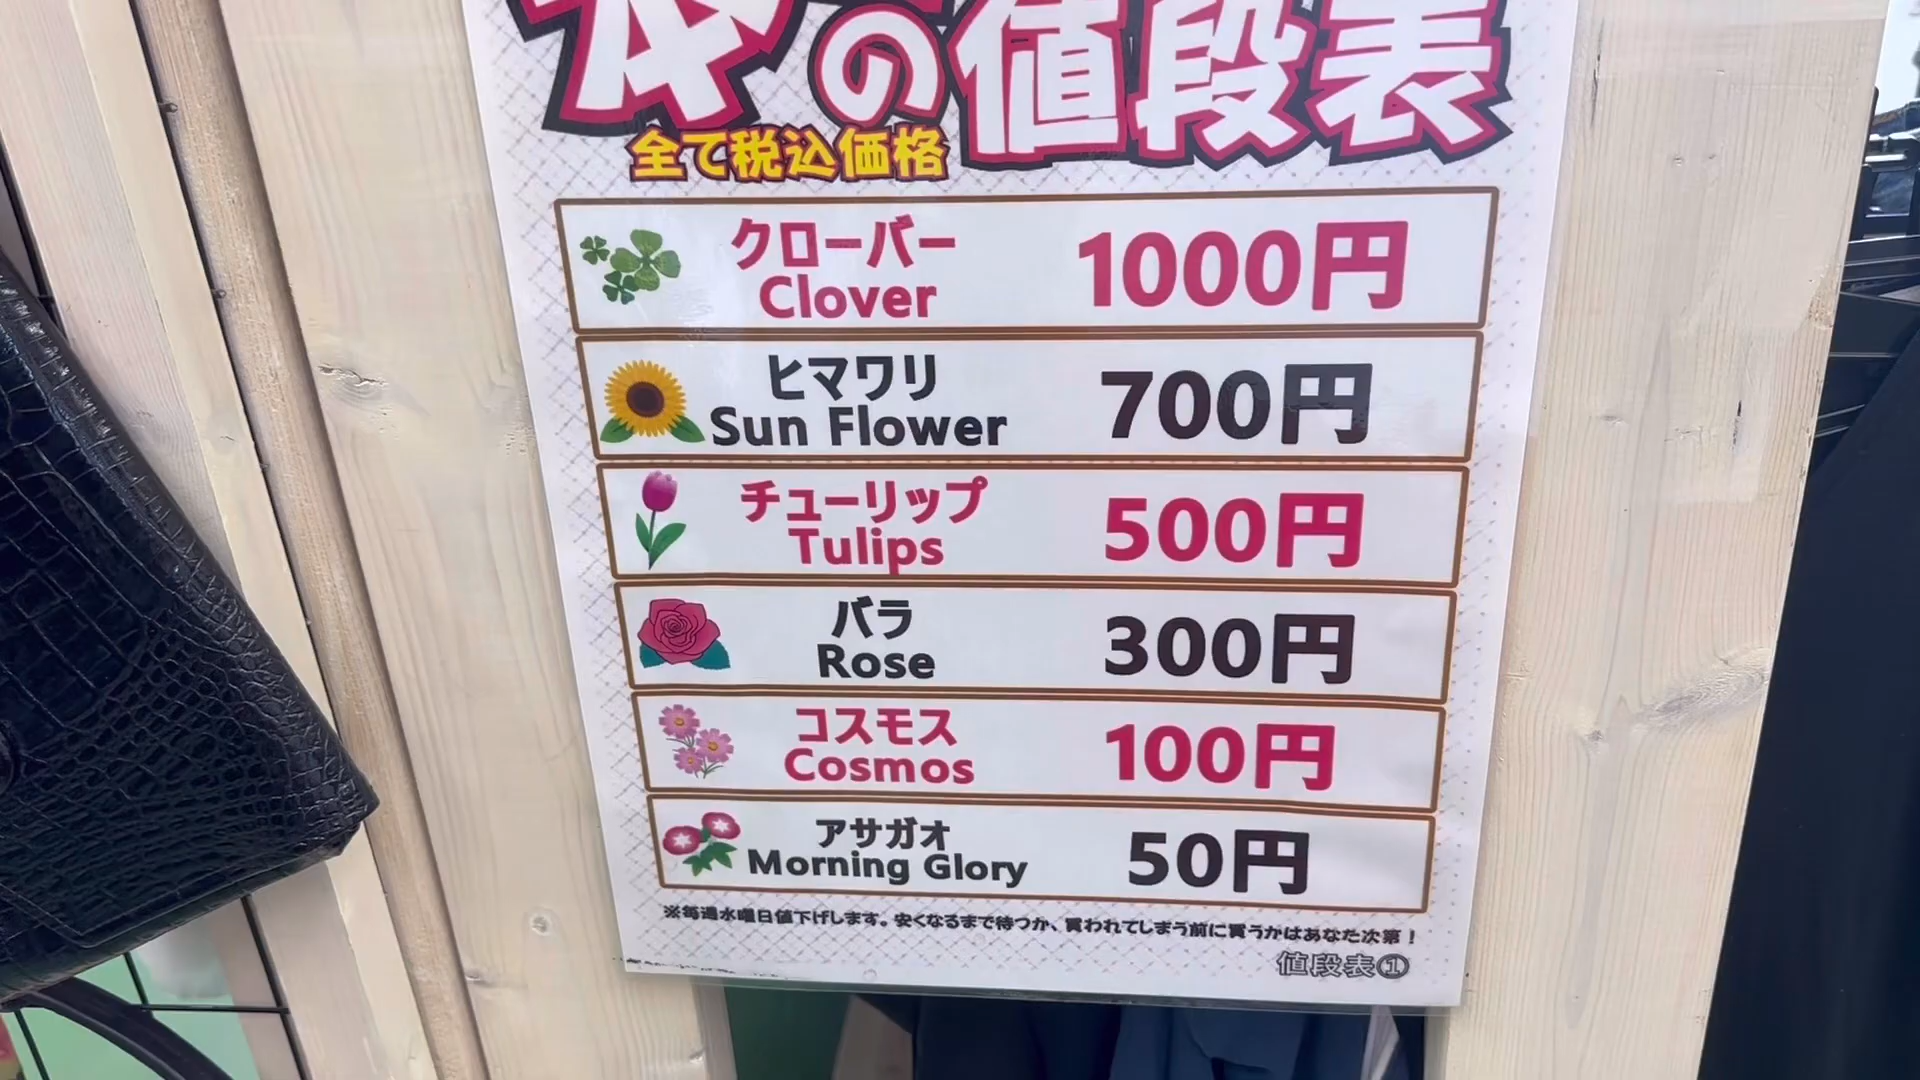 の値段表
全て税込価格
クローバー
Clover
1000円
ヒマワリ
Sun Flower
700円
チューリップ
Tulips
500円
バラ
Rose
300円
コスモス
Cosmos
100円
アサガオ
Morning Glory
50円
※毎週水曜日値下げします。安くなるまで待つか、買われてしまう前に買うかはあなた次第！
値段表①